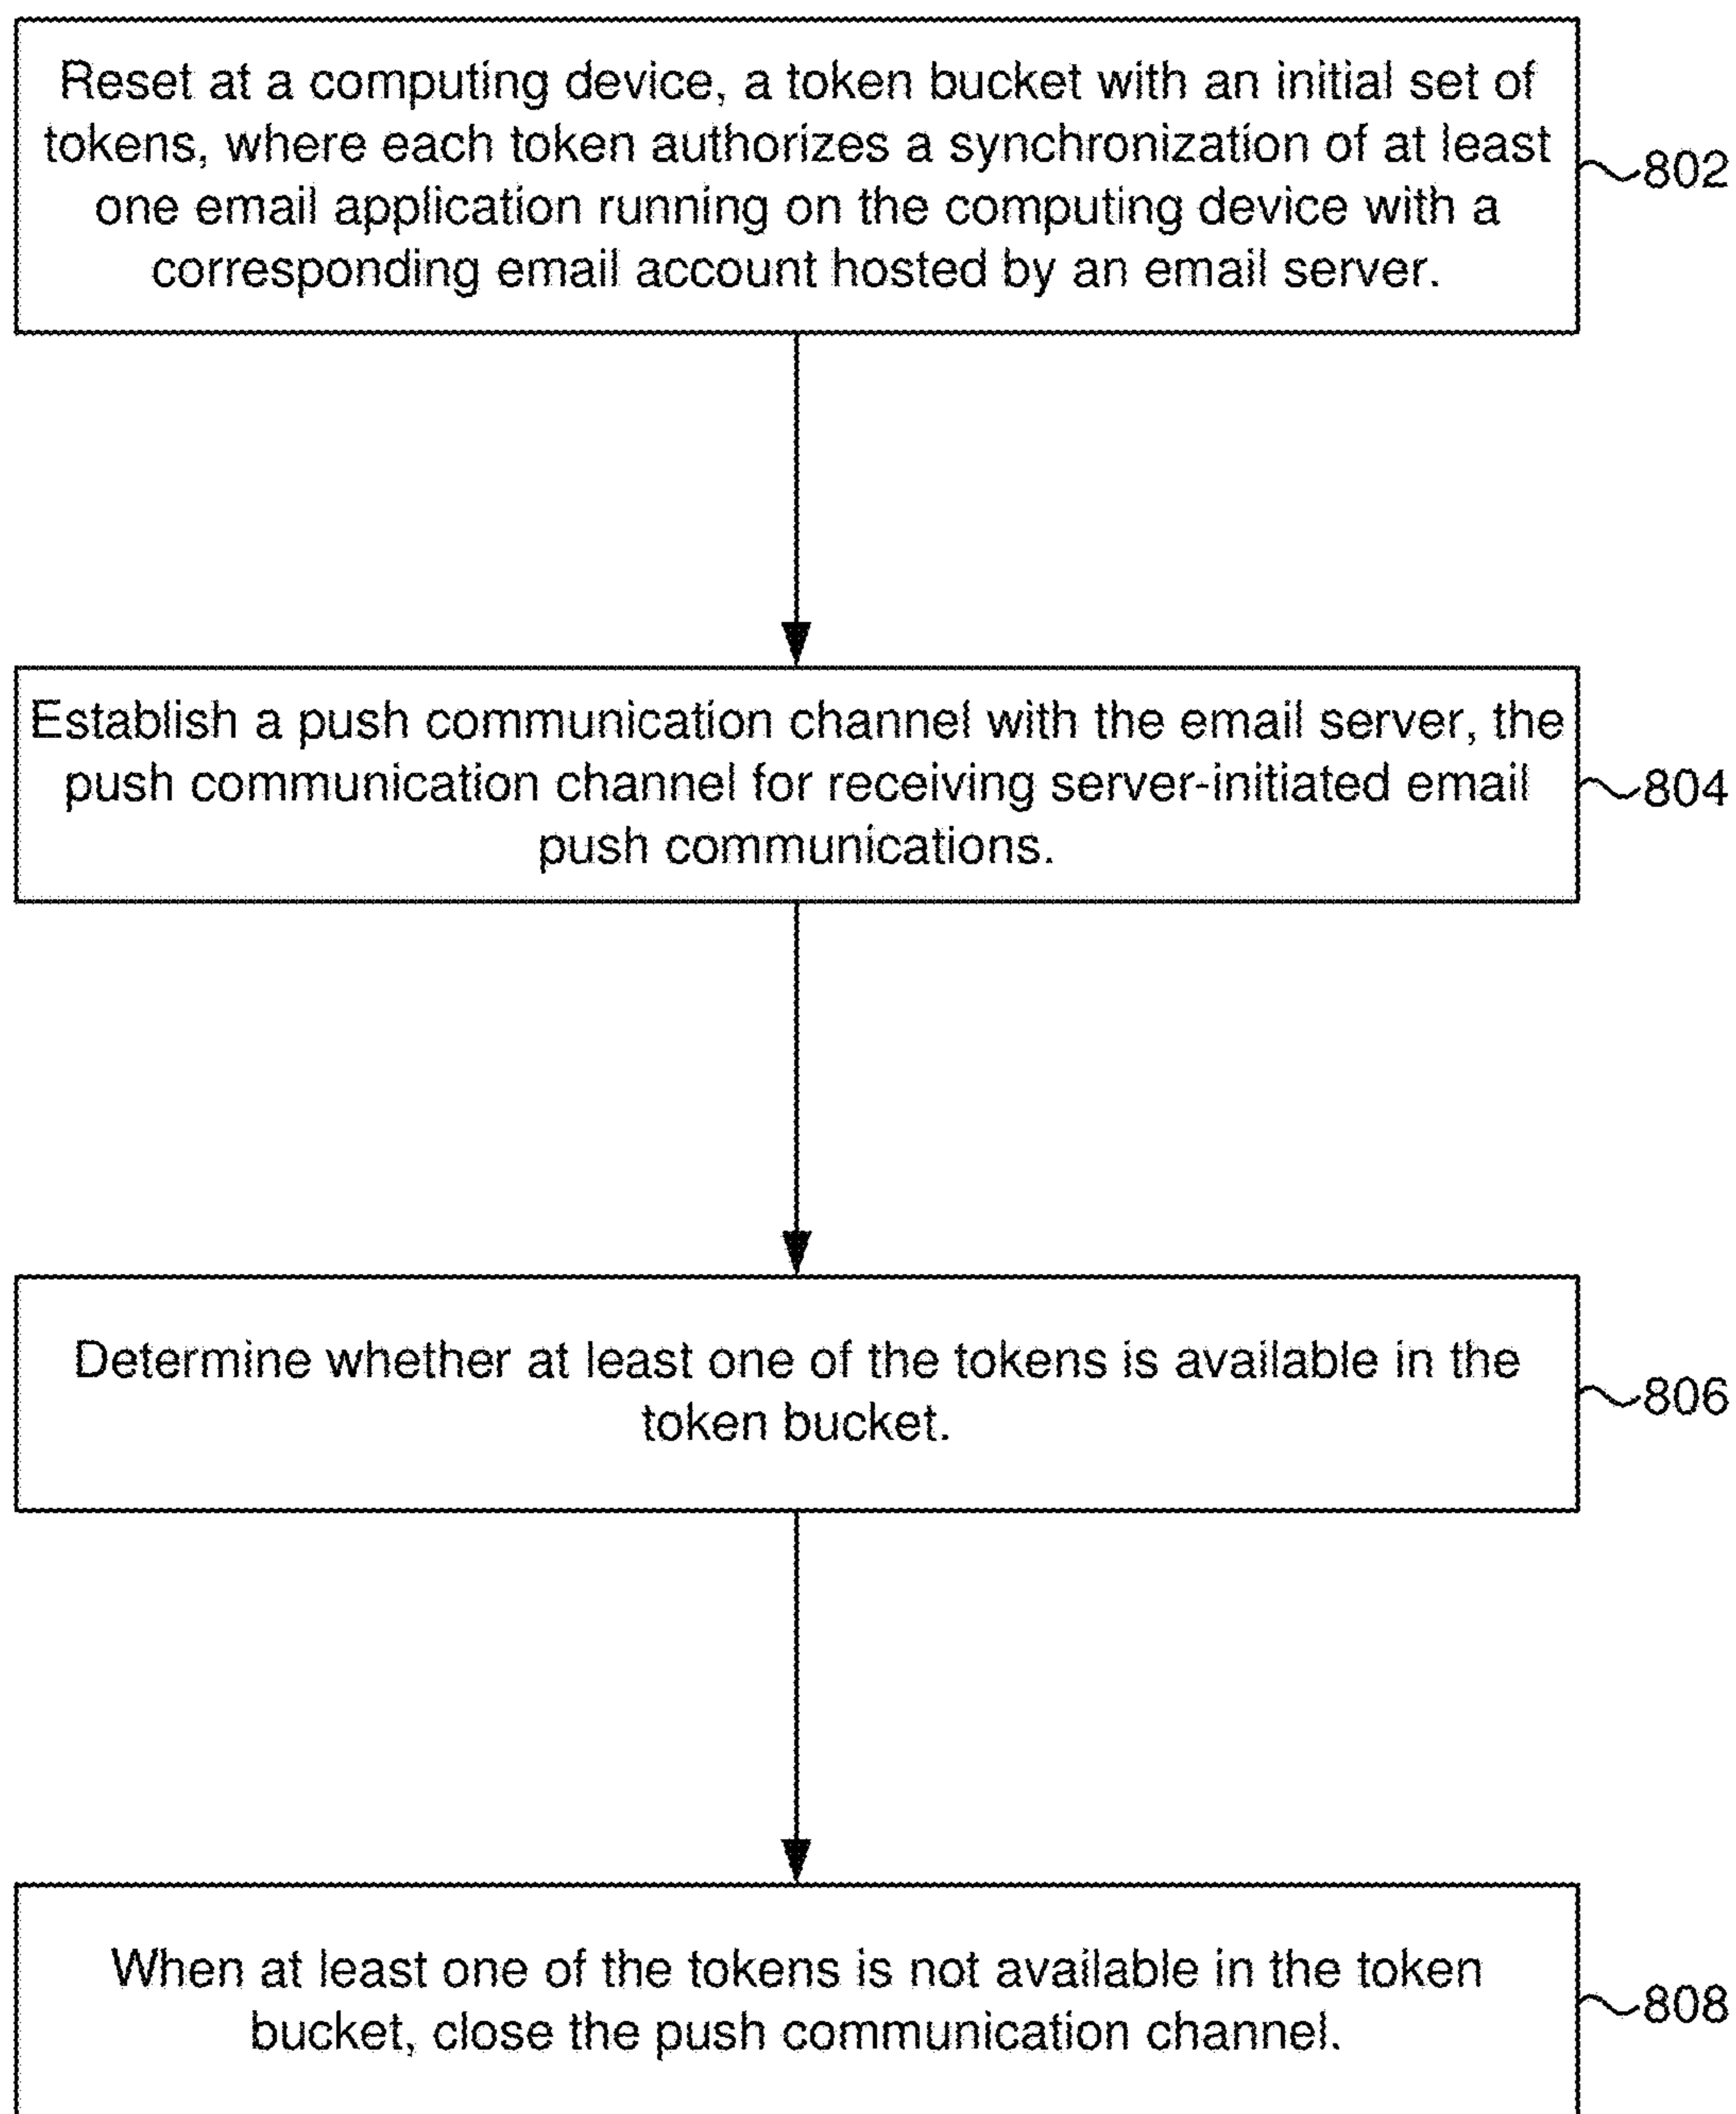 Reset at a computing device, a token bucket with an initial set of
tokens, where each token authorizes a synchronization of at least
one email application running on the computing device with a
corresponding email account hosted by an email server.
802
Establish a push communication channel with the email server, the
push communication channel for receiving server-initiated email
push communications.
804
Determine whether at least one of the tokens is available in the
token bucket.
806
When at least one of the tokens is not available in the token
bucket, close the push communication channel.
808